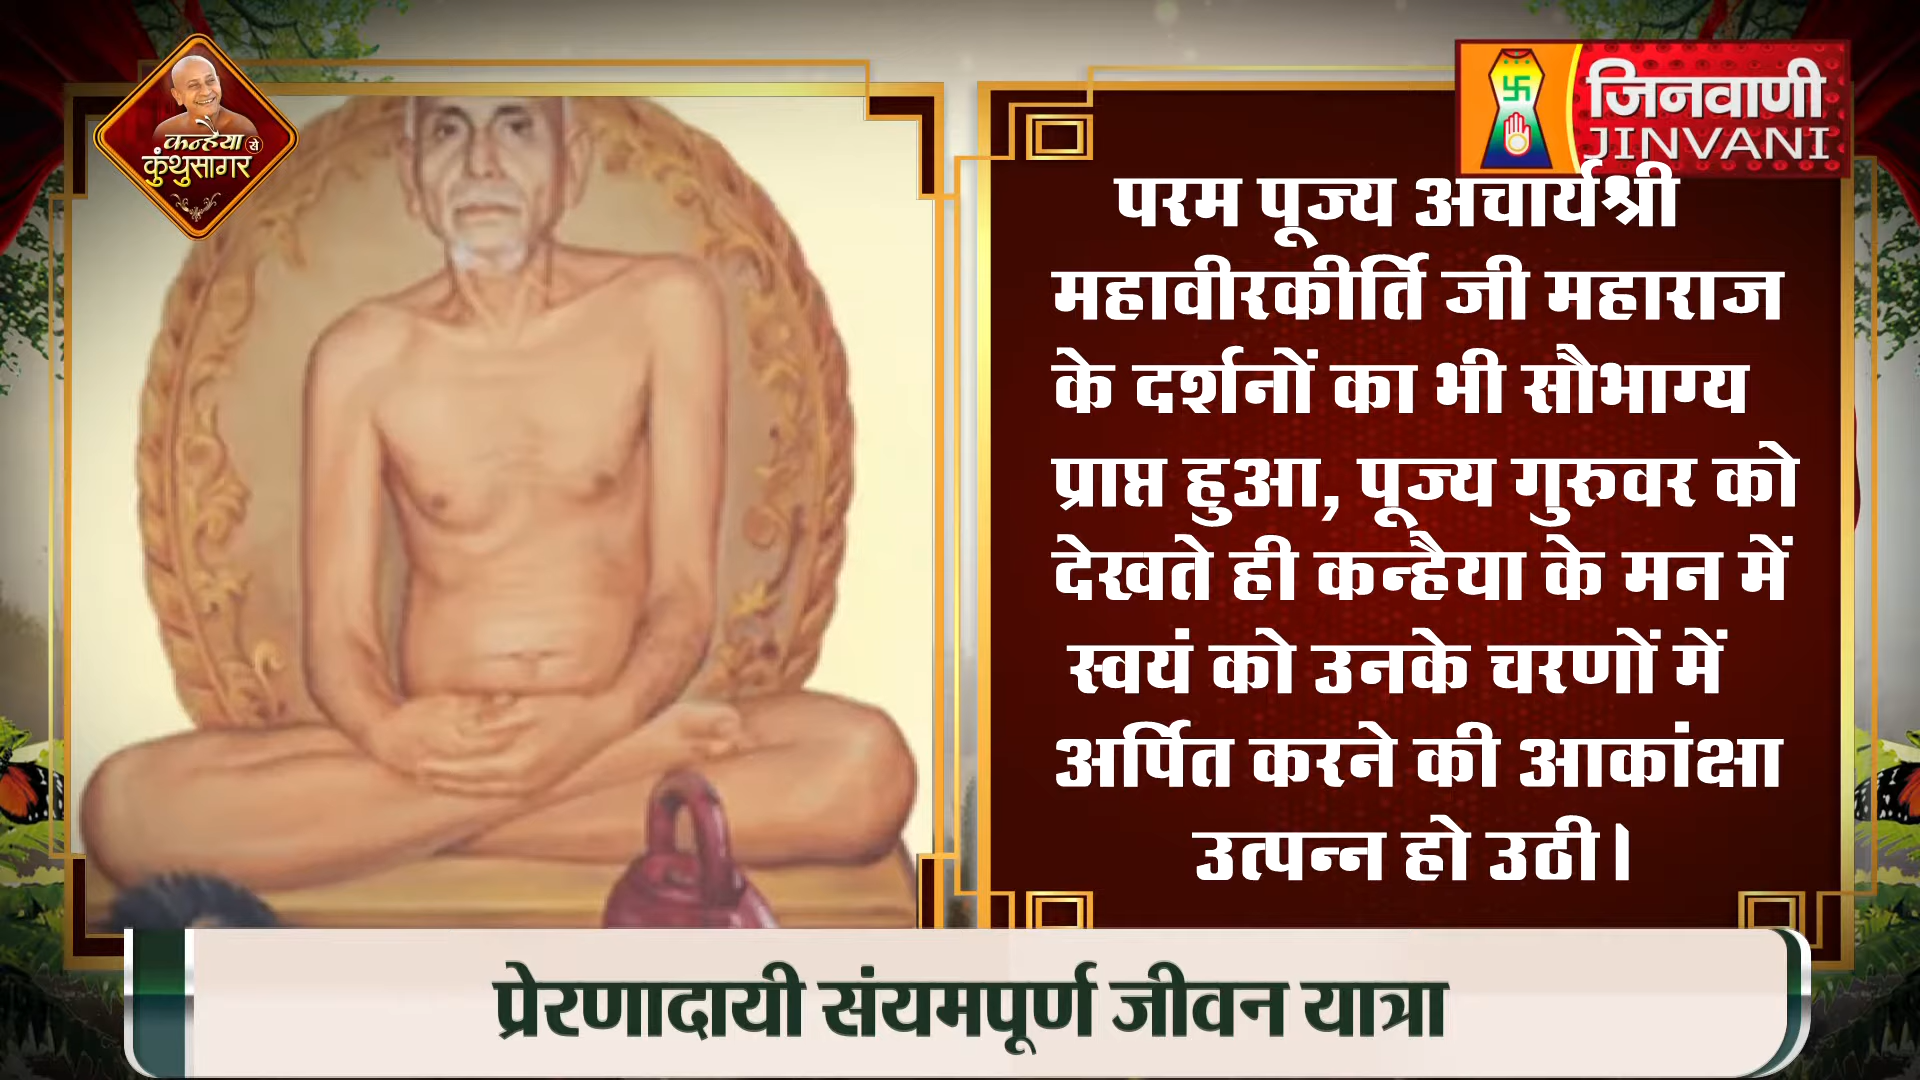 कन्हैया से
कुंथुसागर
जिनवाणी
JINVANI
परम पूज्य अचार्यश्री
महावीरकीर्ति जी महाराज
के दर्शनों का भी सौभाग्य
प्राप्त हुआ, पूज्य गुरुवर को
देखते ही कन्हैया के मन में
स्वयं को उनके चरणों में
अर्पित करने की आकांक्षा
उत्पन्न हो उठी।
प्रेरणादायी संयमपूर्ण जीवन यात्रा